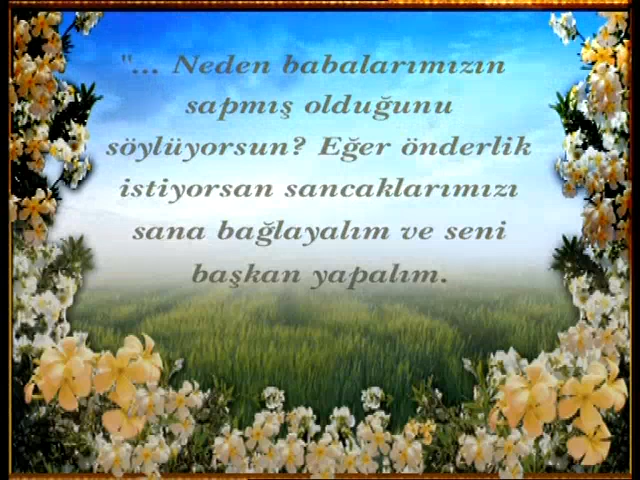 "... Neden babalarımızın
sapmış olduğunu
söylüyorsun? Eğer önderlik
istiyorsan sancaklarımızı
sana bağlayalım ve seni
başkan yapalım.